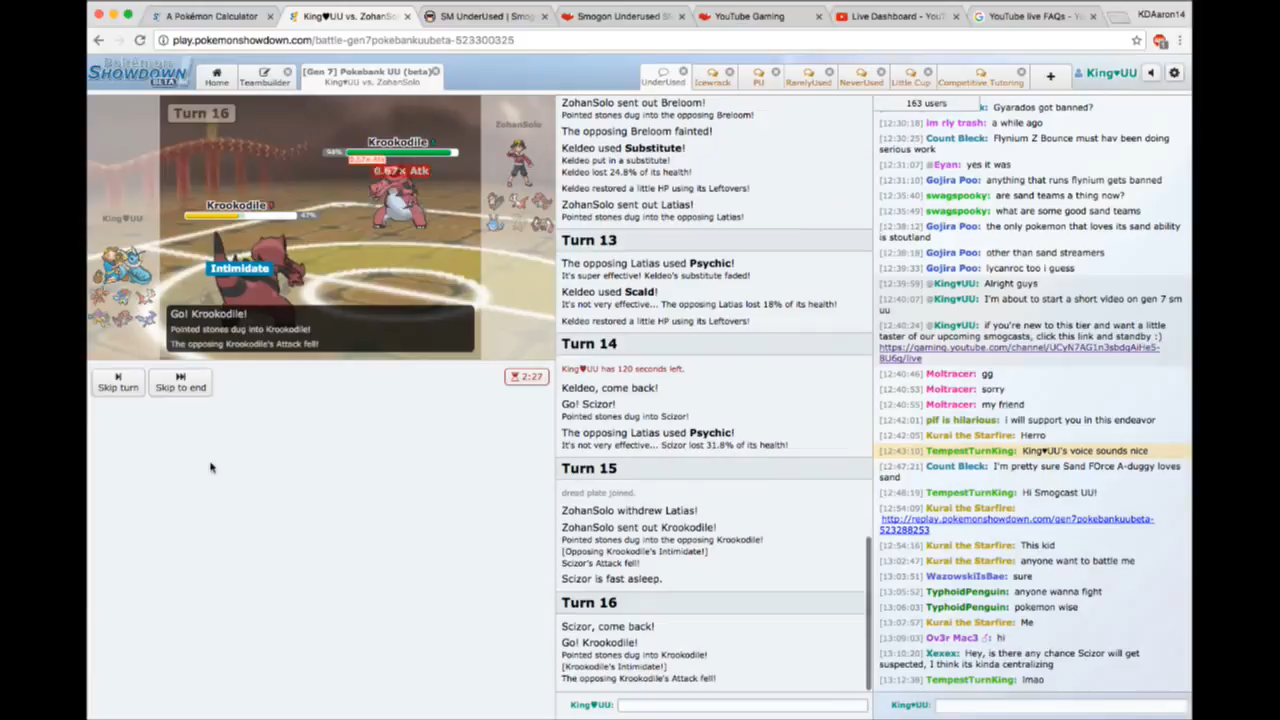 A Pokémon Calculator
King♥UU vs. ZohanSo
SM UnderUsed | Smog
Smogon Underused S
YouTube Gaming
Live Dashboard - You
YouTube live FAQs - Y
KDAaron14
play.pokemonshowdown.com/battle-gen7pokebankuubeta-523300325
Pokémon
SHOWDOWN
BETA
Home
Teambuilder
[Gen 7] Pokebank UU (beta)
King♥UU vs. ZohanSolo
UnderUsed
Icewrack
PU
RarelyUsed
NeverUsed
Little Cup
Competitive Tutoring
King♥UU
Turn 16
ZohanSolo
Krookodile
94%
0.67× Atk
0.67× Atk
King♥UU
Krookodile
47%
Intimidate
Go! Krookodile!
Pointed stones dug into Krookodile!
The opposing Krookodile's Attack fell!
Skip turn
Skip to end
2:27
ZohanSolo sent out Breloom!
Pointed stones dug into the opposing Breloom!
The opposing Breloom fainted!
Keldeo used Substitute!
Keldeo put in a substitute!
Keldeo lost 24.8% of its health!
Keldeo restored a little HP using its Leftovers!
ZohanSolo sent out Latias!
Pointed stones dug into the opposing Latias!
Turn 13
The opposing Latias used Psychic!
It's super effective! Keldeo's substitute faded!
Keldeo used Scald!
It's not very effective... The opposing Latias lost 18% of its health!
Keldeo restored a little HP using its Leftovers!
Turn 14
King♥UU has 120 seconds left.
Keldeo, come back!
Go! Scizor!
Pointed stones dug into Scizor!
The opposing Latias used Psychic!
It's not very effective... Scizor lost 31.8% of its health!
Turn 15
dread plate joined.
ZohanSolo withdrew Latias!
ZohanSolo sent out Krookodile!
Pointed stones dug into the opposing Krookodile!
[Opposing Krookodile's Intimidate!]
Scizor's Attack fell!
Scizor is fast asleep.
Turn 16
Scizor, come back!
Go! Krookodile!
Pointed stones dug into Krookodile!
[Krookodile's Intimidate!]
The opposing Krookodile's Attack fell!
King♥UU:
163 users
Gyarados got banned?
[12:30:18] im rly trash: a while ago
[12:30:25] Count Bleck: Flynium Z Bounce must hav been doing
serious work
[12:31:07] @Eyan: yes it was
[12:31:10] Gojira Poo: anything that runs flynium gets banned
[12:35:40] swagspooky: are sand teams a thing now?
[12:35:49] swagspooky: what are some good sand teams
[12:38:12] Gojira Poo: the only pokemon that loves its sand ability
is stoutland
[12:38:18] Gojira Poo: other than sand streamers
[12:39:33] Gojira Poo: lycanroc too i guess
[12:39:59] @King♥UU: Alright guys
[12:40:07] @King♥UU: I'm about to start a short video on gen 7 sm
uu
[12:40:24] @King♥UU: if you're new to this tier and want a little
taster of our upcoming smogcasts, click this link and standby :)
https://gaming.youtube.com/channel/UCyN7AG1n3sbdgAiHe5-
8U6g/live
[12:40:46] Moltracer: gg
[12:40:53] Moltracer: sorry
[12:40:55] Moltracer: my friend
[12:42:01] pif is hilarious: i will support you in this endeavor
[12:42:05] Kurai the Starfire: Herro
[12:43:10] TempestTurnKing: King♥UU's voice sounds nice
[12:47:21] Count Bleck: I'm pretty sure Sand FOrce A-duggy loves
sand
[12:48:19] TempestTurnKing: Hi Smogcast UU!
[12:54:09] Kurai the Starfire:
http://replay.pokemonshowdown.com/gen7pokebankuubeta-
523288253
[12:54:16] Kurai the Starfire: This kid
[13:02:47] Kurai the Starfire: anyone want to battle me
[13:03:51] WazowskiIsBae: sure
[13:05:52] TyphoidPenguin: anyone wanna fight
[13:06:03] TyphoidPenguin: pokemon wise
[13:07:57] Kurai the Starfire: Me
[13:09:03] Ov3r Mac3 🎸: hi
[13:10:20] Xexex: Hey, is there any chance Scizor will get
suspected, I think its kinda centralizing
[13:12:38] TempestTurnKing: lmao
King♥UU: